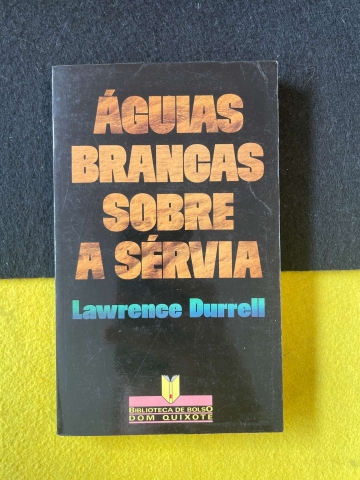 ÁGUIAS
BRANCAS
SOBRE
A SÉRVIA
Lawrence Durrell
BIBLIOTECA DE BOLSO
DOM QUIXOTE